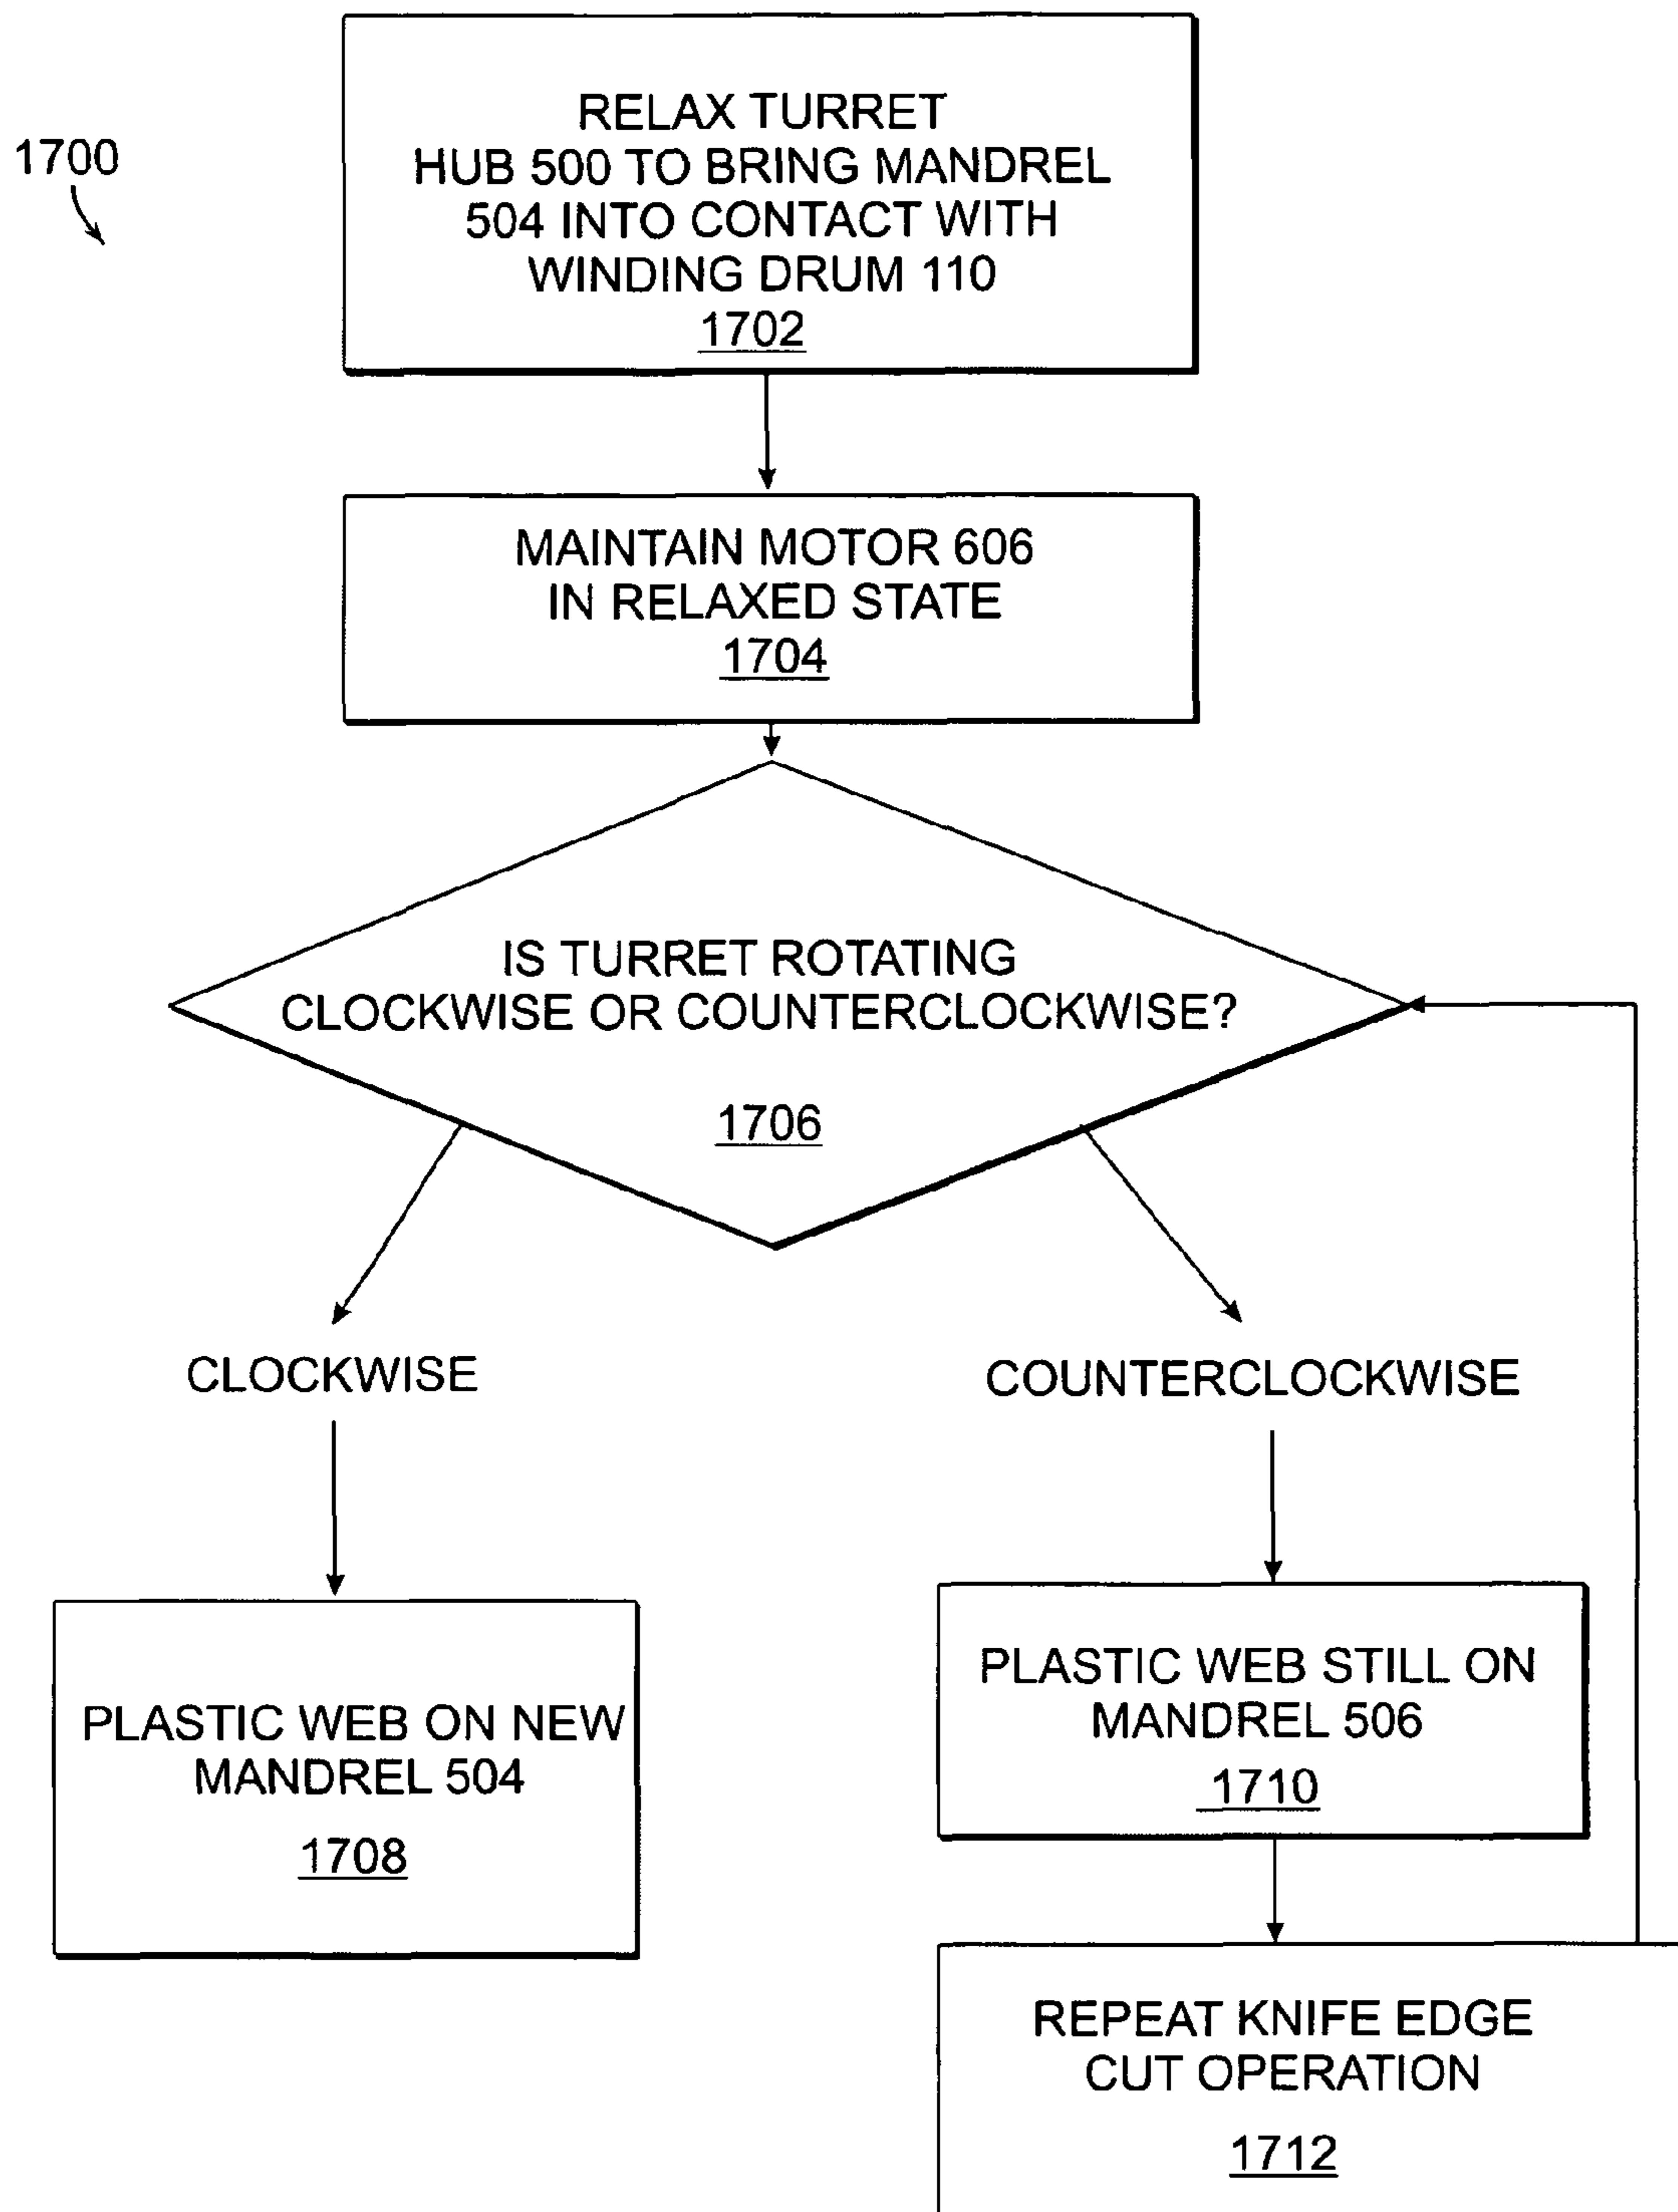 1700
RELAX TURRET
HUB 500 TO BRING MANDREL
504 INTO CONTACT WITH
WINDING DRUM 110
1702
MAINTAIN MOTOR 606
IN RELAXED STATE
1704
IS TURRET ROTATING
CLOCKWISE OR COUNTERCLOCKWISE?
1706
CLOCKWISE
COUNTERCLOCKWISE
PLASTIC WEB ON NEW
MANDREL 504
1708
PLASTIC WEB STILL ON
MANDREL 506
1710
REPEAT KNIFE EDGE
CUT OPERATION
1712